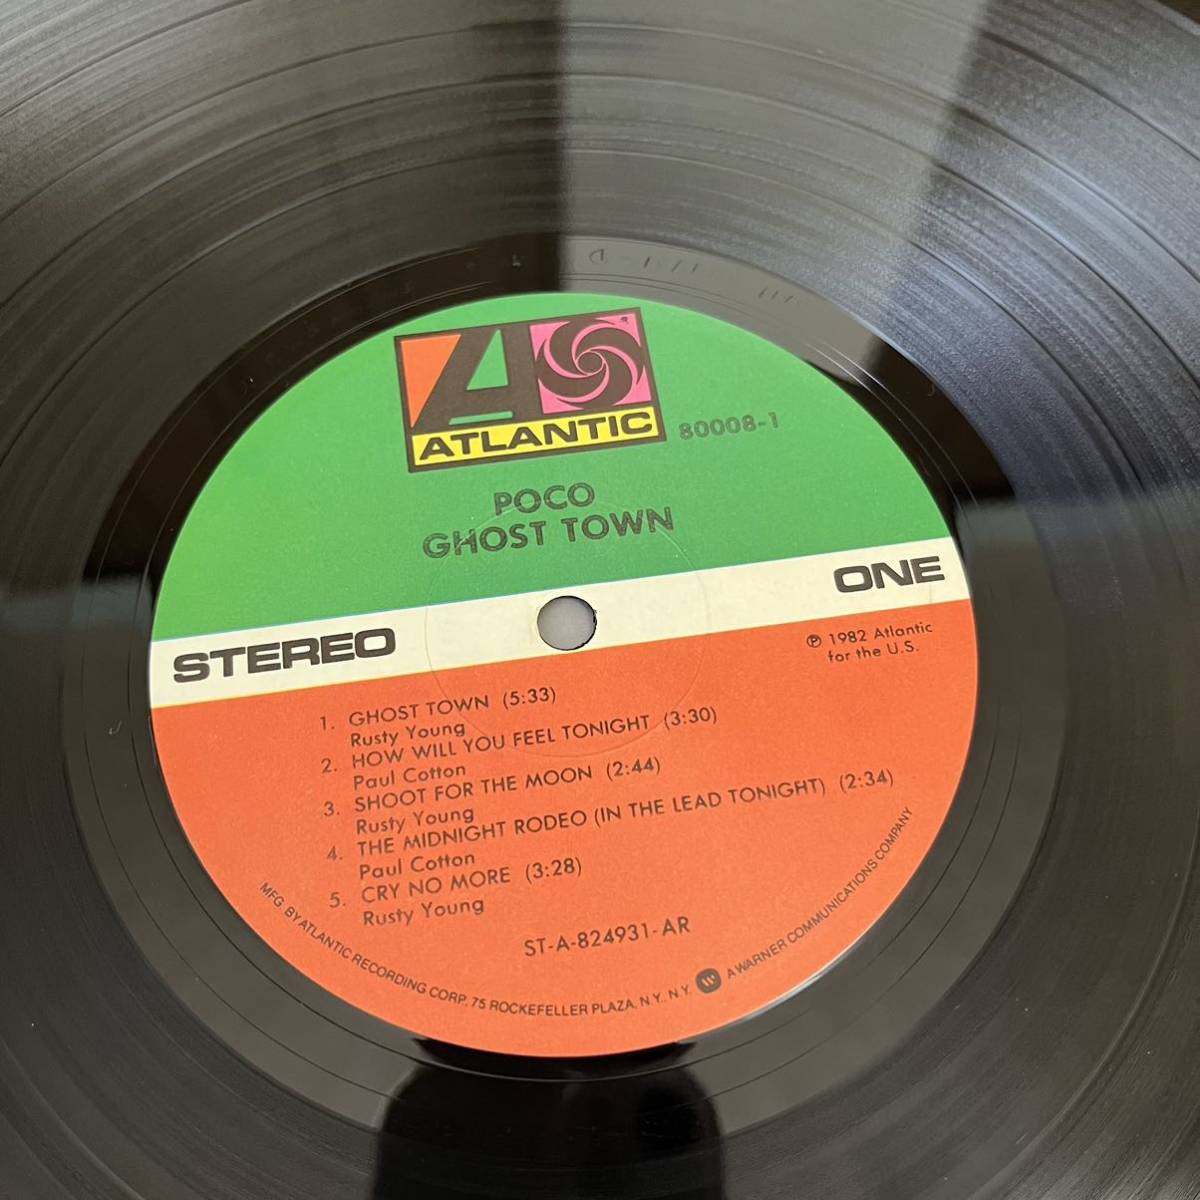 ATLANTIC
80008-1
POCO
GHOST TOWN
STEREO
ONE
℗ 1982 Atlantic
for the U.S.
1. GHOST TOWN (5:33)
Rusty Young
2. HOW WILL YOU FEEL TONIGHT (3:30)
Paul Cotton
3. SHOOT FOR THE MOON (2:44)
Rusty Young
4. THE MIDNIGHT RODEO (IN THE LEAD TONIGHT) (2:34)
Paul Cotton
5. CRY NO MORE (3:28)
Rusty Young
ST-A-824931-AR
MFG. BY ATLANTIC RECORDING CORP., 75 ROCKEFELLER PLAZA, N.Y., N.Y. A WARNER COMMUNICATIONS COMPANY